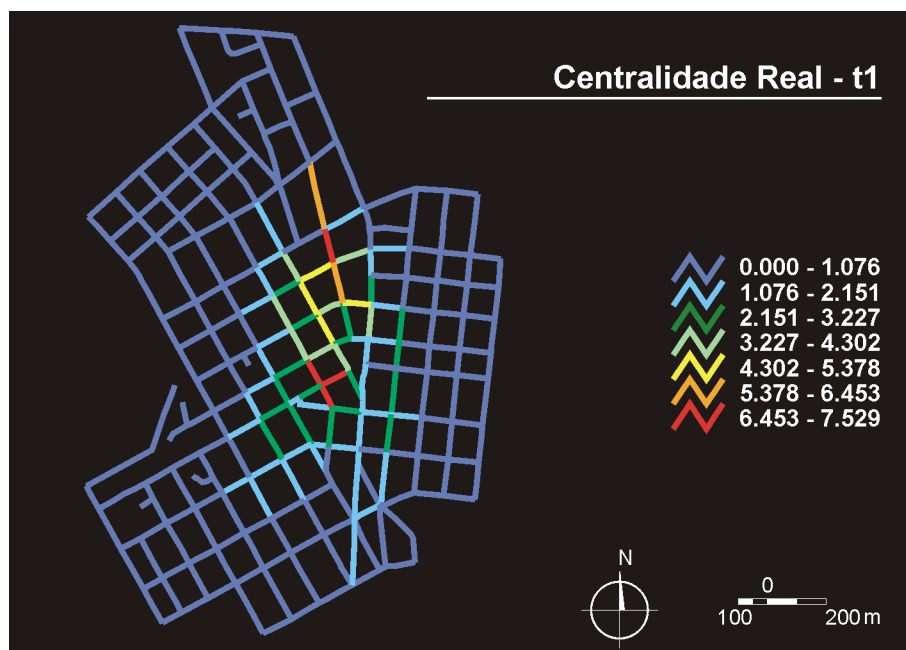 Centralidade Real - t1
0.000 - 1.076
1.076 - 2.151
2.151 - 3.227
3.227 - 4.302
4.302 - 5.378
5.378 - 6.453
6.453 - 7.529
N
0
100 200 m